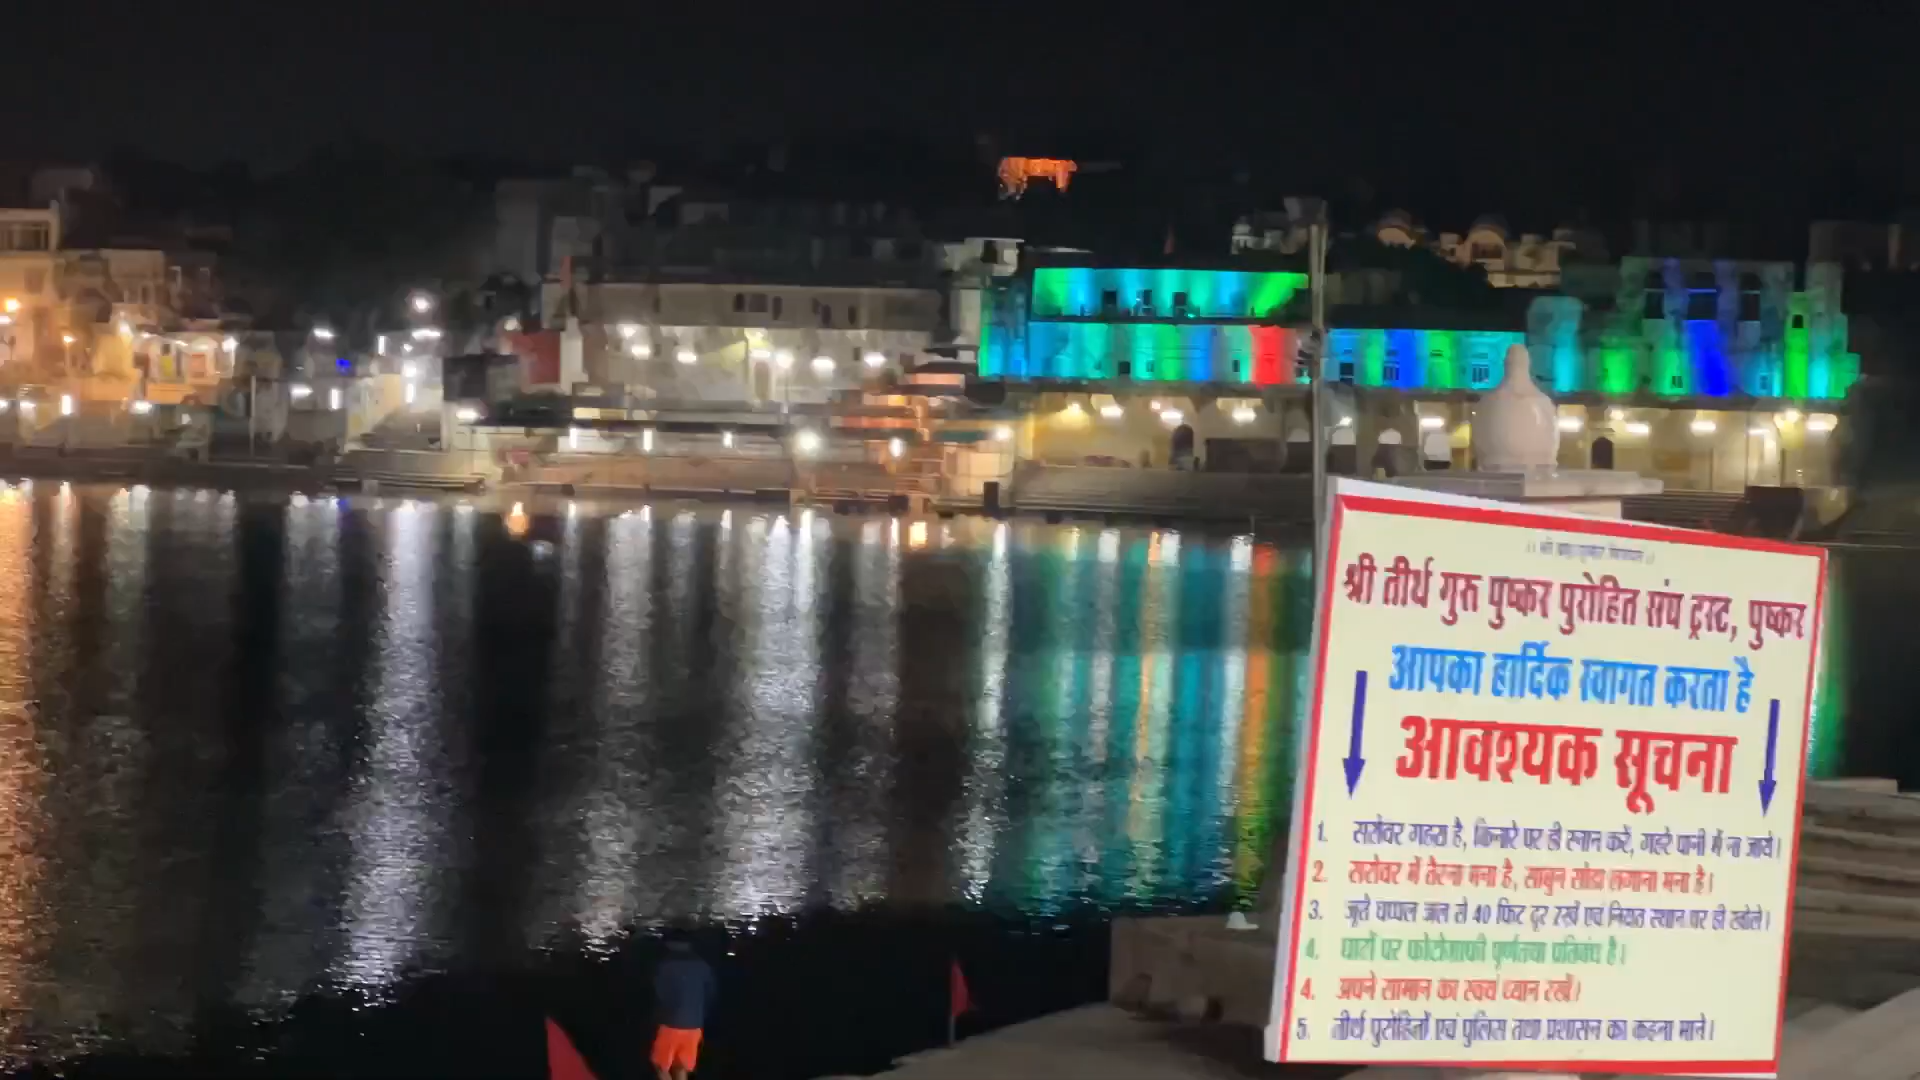 श्री तीर्थ गुरु पुष्कर पुरोहित संघ ट्रस्ट, पुष्कर
आपका हार्दिक स्वागत करता है
आवश्यक सूचना
1. सरोवर गहरा है, किनारे पर ही स्नान करें, गहरे पानी में ना जाये।
2. सरोवर में तैरना मना है, साबुन सोडा लगाना मना है।
3. जूते चप्पल जल से 40 फिट दूर रखें एवं नियत स्थान पर ही खोले।
4. घाटों पर फोटोग्राफी पूर्णतया प्रतिबंध है।
4. अपने सामान का स्वयं ध्यान रखें।
5. तीर्थ पुरोहितों एवं पुलिस तथा प्रशासन का कहना माने।